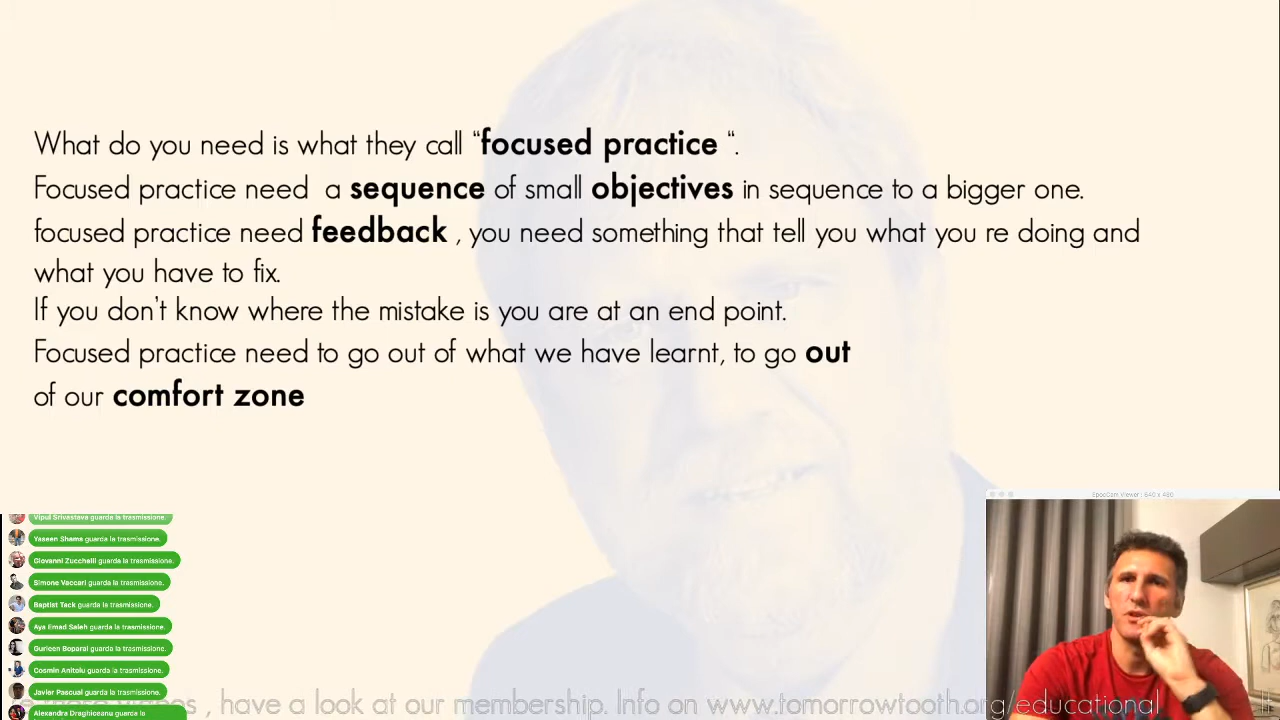 What do you need is what they call “focused practice “.
Focused practice need a sequence of small objectives in sequence to a bigger one.
focused practice need feedback , you need something that tell you what you re doing and
what you have to fix.
If you don't know where the mistake is you are at an end point.
Focused practice need to go out of what we have learnt, to go out
of our comfort zone
EpocCam Viewer : 640 x 480
Vipul Srivastava guarda la trasmissione.
Yaseen Shams guarda la trasmissione.
Giovanni Zucchelli guarda la trasmissione.
Simone Vaccari guarda la trasmissione.
Baptist Tack guarda la trasmissione.
Aya Emad Saleh guarda la trasmissione.
Gurleen Boparai guarda la trasmissione.
Cosmin Anitoiu guarda la trasmissione.
Javier Pascual guarda la trasmissione.
Alexandra Draghiceanu guarda la
, have a look at our membership. Info on www.tomorrowtooth.org/educational